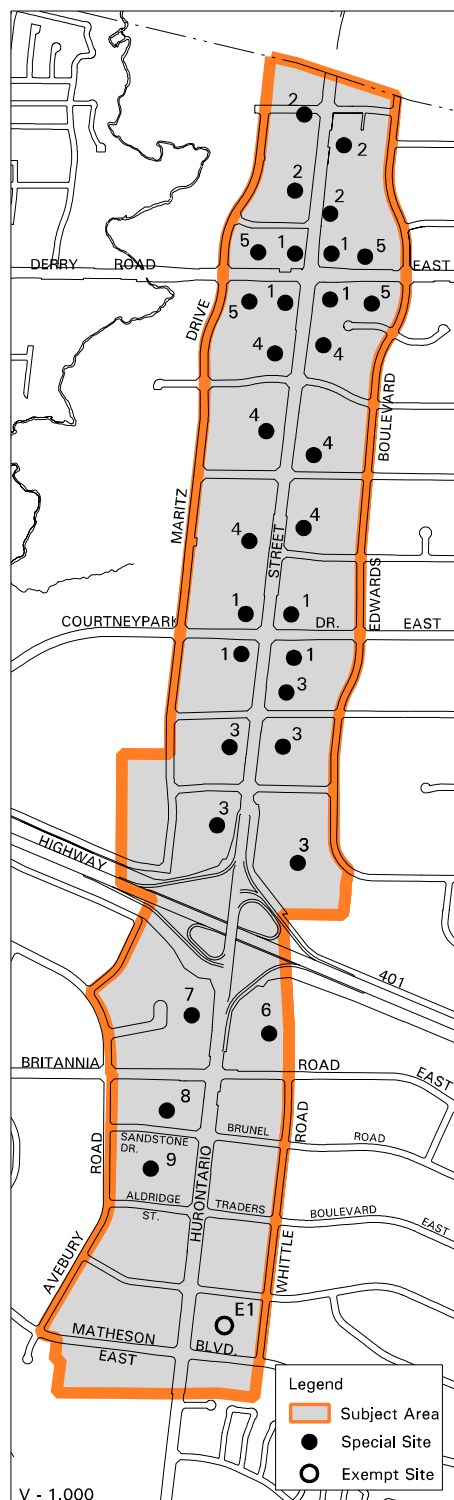 2
2
2
2
5
1
1
5
DERRY ROAD
EAST
5
1
1
5
DRIVE
4
4
BOULEVARD
4
4
MARITZ
STREET
4
4
EDWARDS
1
1
COURTNEYPARK
DR.
EAST
1
1
3
3
3
3
3
HIGHWAY
401
7
6
BRITANNIA
ROAD
EAST
8
ROAD
SANDSTONE
DR.
BRUNEL
ROAD
9
ROAD
HURONTARIO
ALDRIDGE
ST.
TRADERS
BOULEVARD
EAST
AVEBURY
WHITTLE
E1
MATHESON
BLVD.
EAST
Legend
Subject Area
Special Site
Exempt Site
V - 1.000